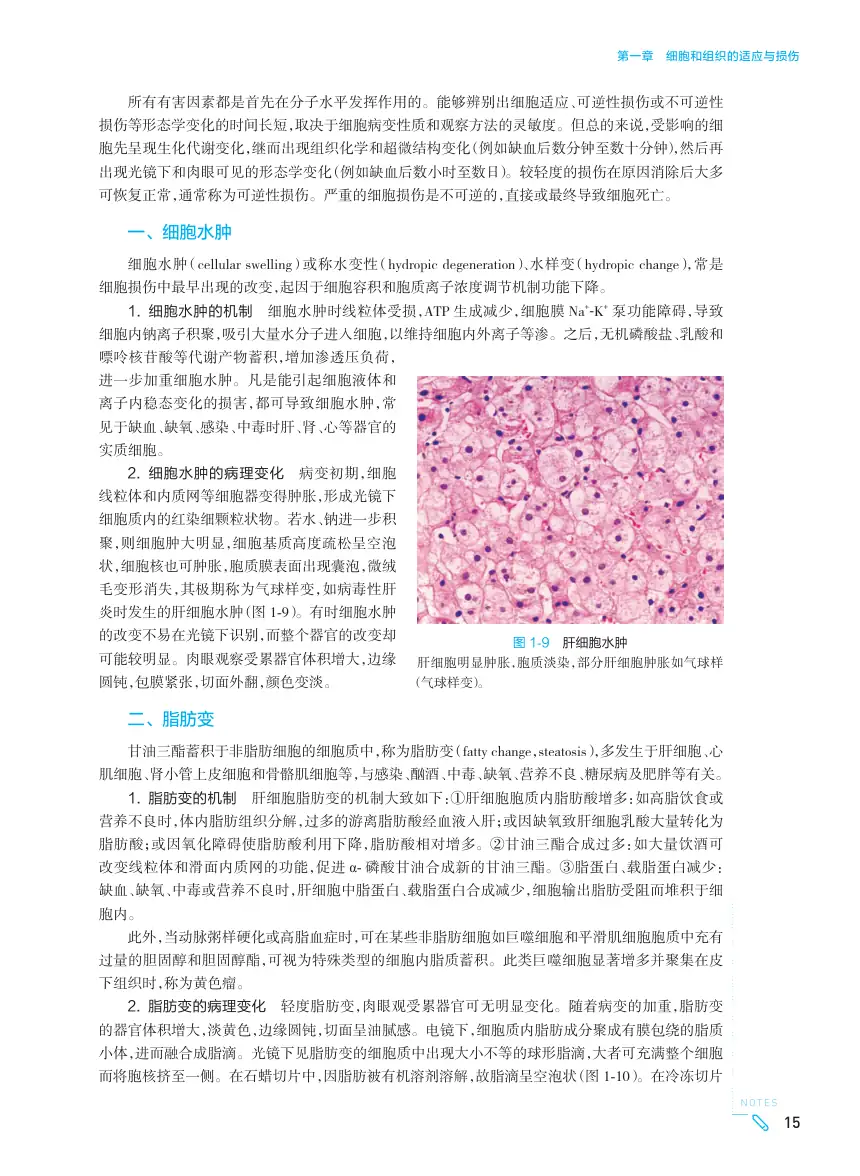 第一章 细胞和组织的适应与损伤
所有有害因素都是首先在分子水平发挥作用的。能够辨别出细胞适应、可逆性损伤或不可逆性
损伤等形态学变化的时间长短,取决于细胞病变性质和观察方法的灵敏度。但总的来说,受影响的细
胞先呈现生化代谢变化,继而出现组织化学和超微结构变化(例如缺血后数分钟至数十分钟),然后再
出现光镜下和肉眼可见的形态学变化(例如缺血后数小时至数日)。较轻度的损伤在原因消除后大多
可恢复正常,通常称为可逆性损伤。严重的细胞损伤是不可逆的,直接或最终导致细胞死亡。
一、细胞水肿
细胞水肿(cellular swelling)或称水变性(hydropic degeneration)、水样变(hydropic change),常是
细胞损伤中最早出现的改变,起因于细胞容积和胞质离子浓度调节机制功能下降。
1. 细胞水肿的机制 细胞水肿时线粒体受损,ATP 生成减少,细胞膜 Na⁺-K⁺ 泵功能障碍,导致
细胞内钠离子积聚,吸引大量水分子进入细胞,以维持细胞内外离子等渗。之后,无机磷酸盐、乳酸和
嘌呤核苷酸等代谢产物蓄积,增加渗透压负荷,
进一步加重细胞水肿。凡是能引起细胞液体和
离子内稳态变化的损害,都可导致细胞水肿,常
见于缺血、缺氧、感染、中毒时肝、肾、心等器官的
实质细胞。
2. 细胞水肿的病理变化 病变初期,细胞
线粒体和内质网等细胞器变得肿胀,形成光镜下
细胞质内的红染细颗粒状物。若水、钠进一步积
聚,则细胞肿大明显,细胞基质高度疏松呈空泡
状,细胞核也可肿胀,胞质膜表面出现囊泡,微绒
毛变形消失,其极期称为气球样变,如病毒性肝
炎时发生的肝细胞水肿(图 1-9)。有时细胞水肿
的改变不易在光镜下识别,而整个器官的改变却
可能较明显。肉眼观察受累器官体积增大,边缘
圆钝,包膜紧张,切面外翻,颜色变淡。
图 1-9 肝细胞水肿
肝细胞明显肿胀,胞质淡染,部分肝细胞肿胀如气球样
(气球样变)。
二、脂肪变
甘油三酯蓄积于非脂肪细胞的细胞质中,称为脂肪变(fatty change,steatosis),多发生于肝细胞、心
肌细胞、肾小管上皮细胞和骨骼肌细胞等,与感染、酗酒、中毒、缺氧、营养不良、糖尿病及肥胖等有关。
1. 脂肪变的机制 肝细胞脂肪变的机制大致如下:①肝细胞胞质内脂肪酸增多:如高脂饮食或
营养不良时,体内脂肪组织分解,过多的游离脂肪酸经血液入肝;或因缺氧致肝细胞乳酸大量转化为
脂肪酸;或因氧化障碍使脂肪酸利用下降,脂肪酸相对增多。②甘油三酯合成过多:如大量饮酒可
改变线粒体和滑面内质网的功能,促进 α- 磷酸甘油合成新的甘油三酯。③脂蛋白、载脂蛋白减少:
缺血、缺氧、中毒或营养不良时,肝细胞中脂蛋白、载脂蛋白合成减少,细胞输出脂肪受阻而堆积于细
胞内。
此外,当动脉粥样硬化或高脂血症时,可在某些非脂肪细胞如巨噬细胞和平滑肌细胞胞质中充有
过量的胆固醇和胆固醇酯,可视为特殊类型的细胞内脂质蓄积。此类巨噬细胞显著增多并聚集在皮
下组织时,称为黄色瘤。
2. 脂肪变的病理变化 轻度脂肪变,肉眼观受累器官可无明显变化。随着病变的加重,脂肪变
的器官体积增大,淡黄色,边缘圆钝,切面呈油腻感。电镜下,细胞质内脂肪成分聚成有膜包绕的脂质
小体,进而融合成脂滴。光镜下见脂肪变的细胞质中出现大小不等的球形脂滴,大者可充满整个细胞
而将胞核挤至一侧。在石蜡切片中,因脂肪被有机溶剂溶解,故脂滴呈空泡状(图 1-10)。在冷冻切片
NOTES
15